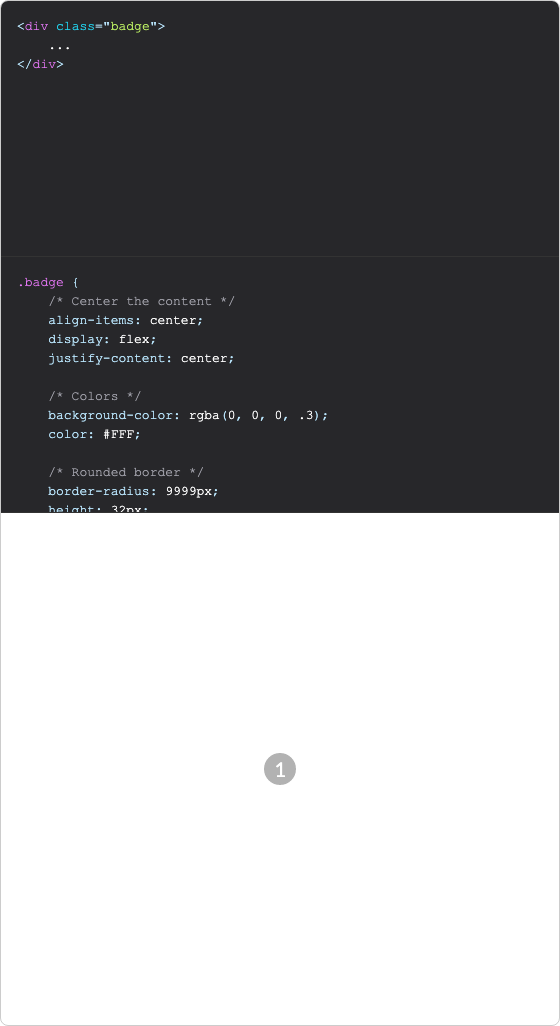 <div class="badge">
    ...
</div>
.badge {
    /* Center the content */
    align-items: center;
    display: flex;
    justify-content: center;

    /* Colors */
    background-color: rgba(0, 0, 0, .3);
    color: #FFF;

    /* Rounded border */
    border-radius: 9999px;
    height: 32px;
1